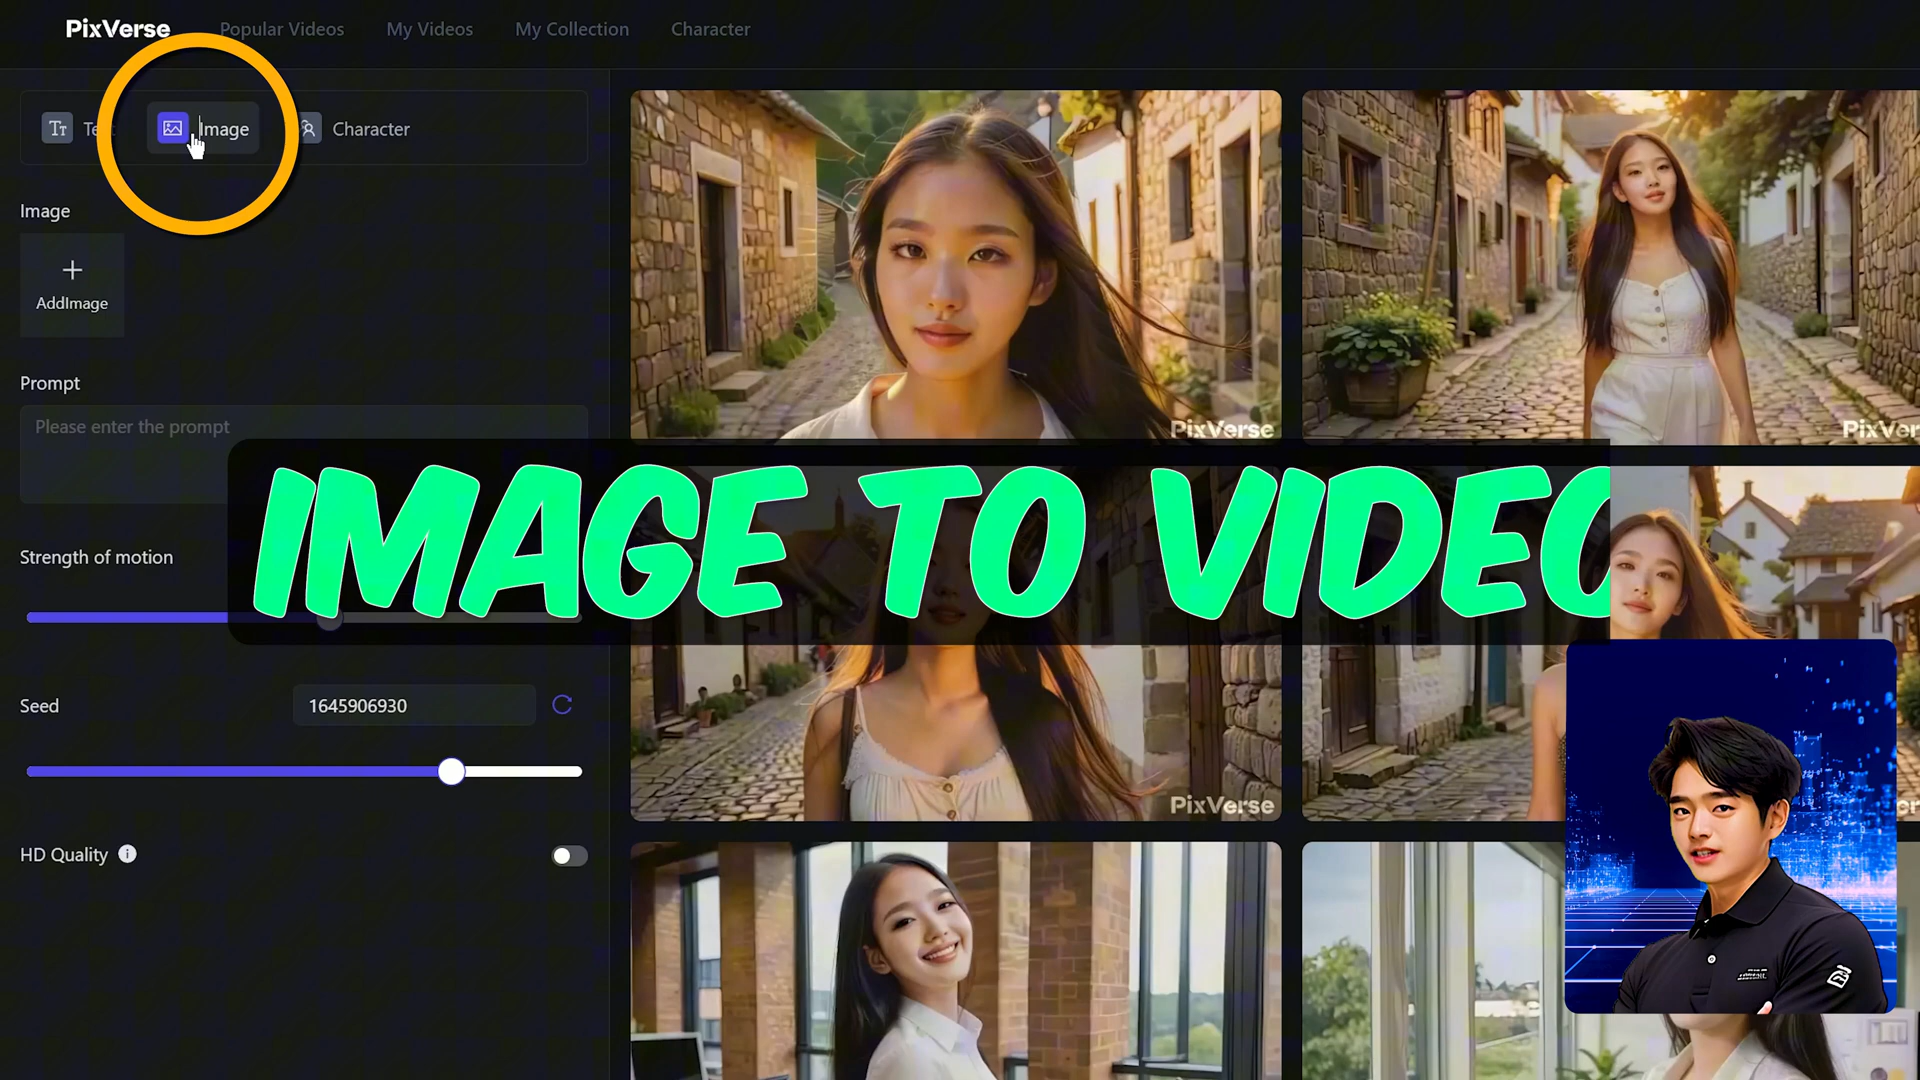 PixVerse Popular Videos My Videos My Collection Character
Image Character
Image
AddImage
Prompt
Please enter the prompt
PixVerse
IMAGE TO VIDEO
Strength of motion
Seed 1645906930
PixVerse
HD Quality